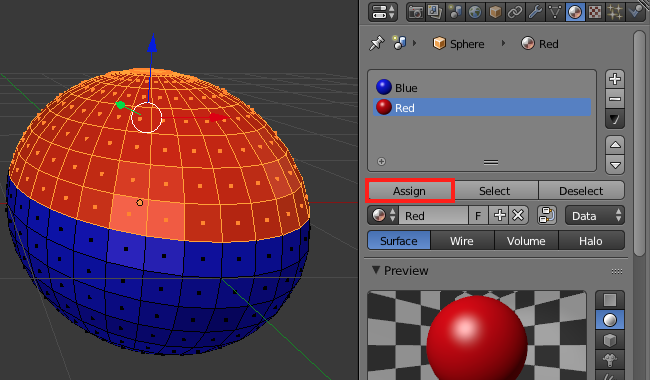 Sphere Red
Blue
Red
Assign Select Deselect
Red F Data
Surface Wire Volume Halo
Preview